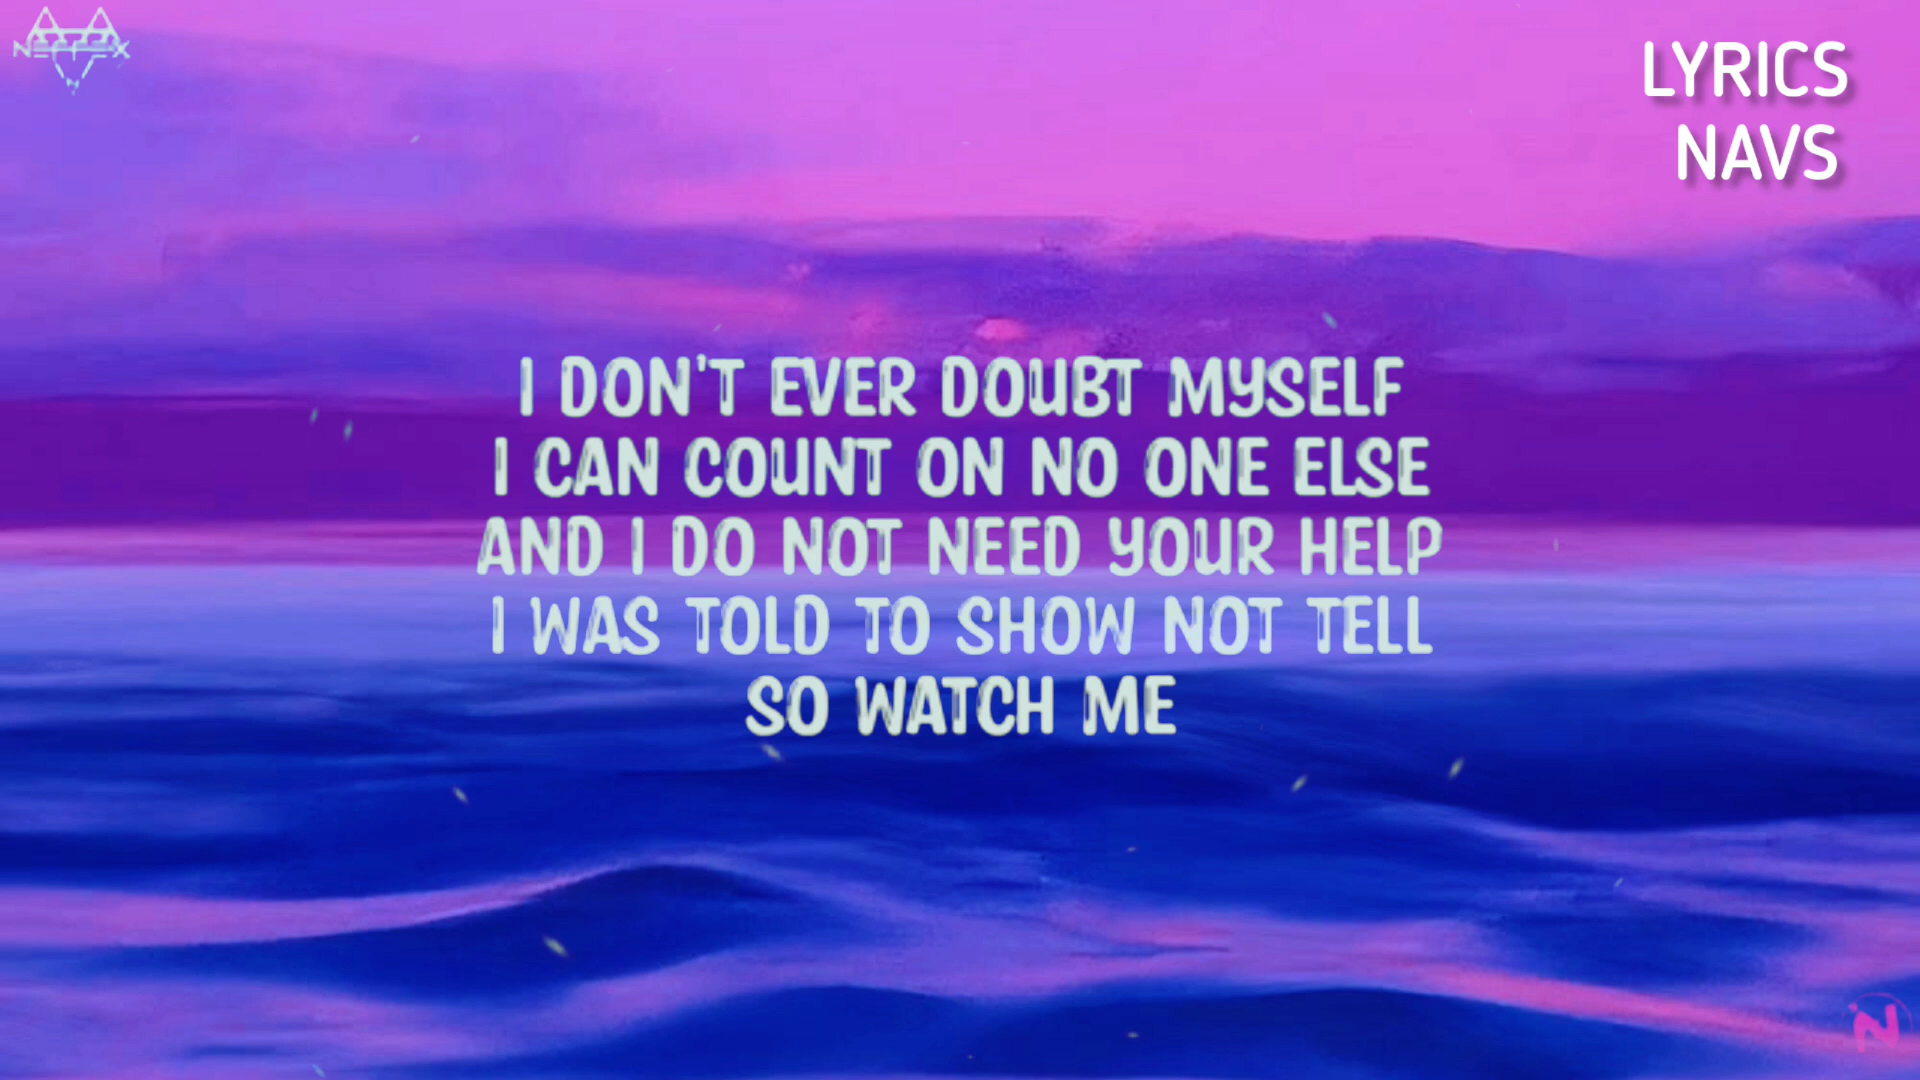 NEFFEX
LYRICS
NAVS
I DON'T EVER DOUBT MYSELF
I CAN COUNT ON NO ONE ELSE
AND I DO NOT NEED YOUR HELP
I WAS TOLD TO SHOW NOT TELL
SO WATCH ME
N